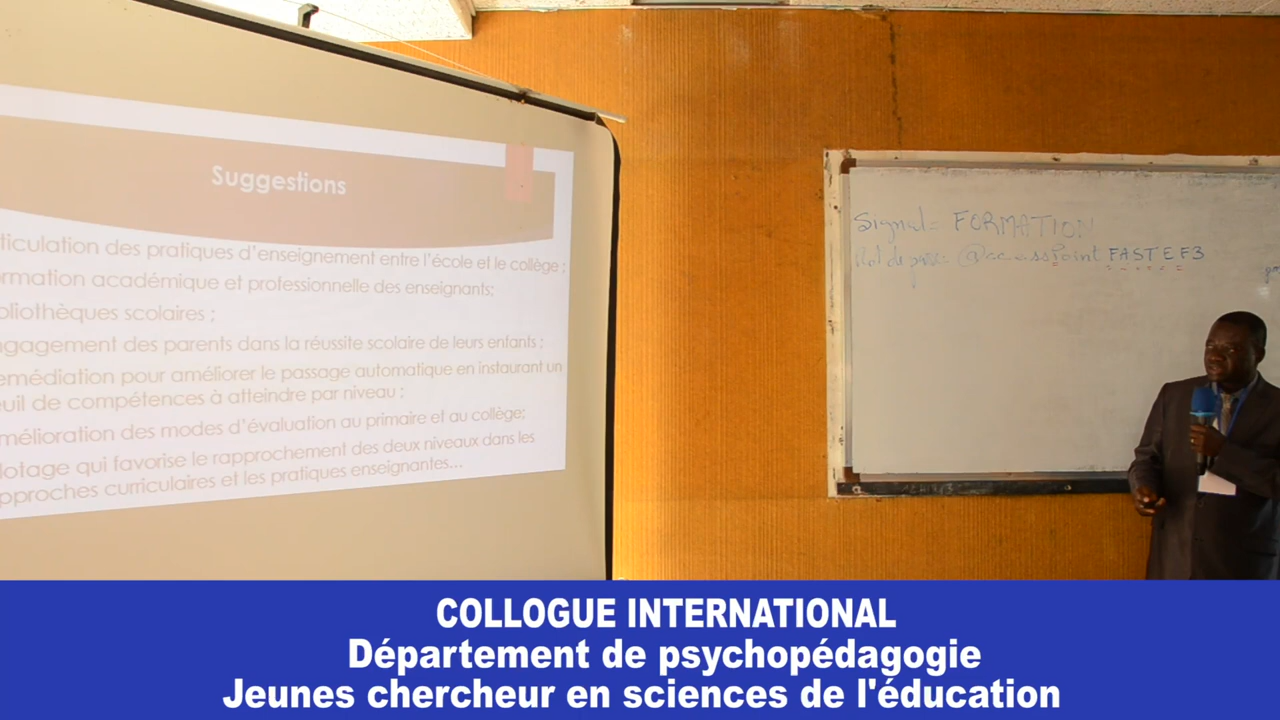 Suggestions
ticulation des pratiques d'enseignement entre l'école et le collège ;
rmation académique et professionnelle des enseignants;
bliothèques scolaires ;
ngagement des parents dans la réussite scolaire de leurs enfants ;
emédiation pour améliorer le passage automatique en instaurant un
euil de compétences à atteindre par niveau ;
mélioration des modes d'évaluation au primaire et au collège;
lotage qui favorise le rapprochement des deux niveaux dans les
pproches curriculaires et les pratiques enseignantes...
Signal = FORMATION
@ccessPoint FASTEF3
COLLOGUE INTERNATIONAL
Département de psychopédagogie
Jeunes chercheur en sciences de l'éducation